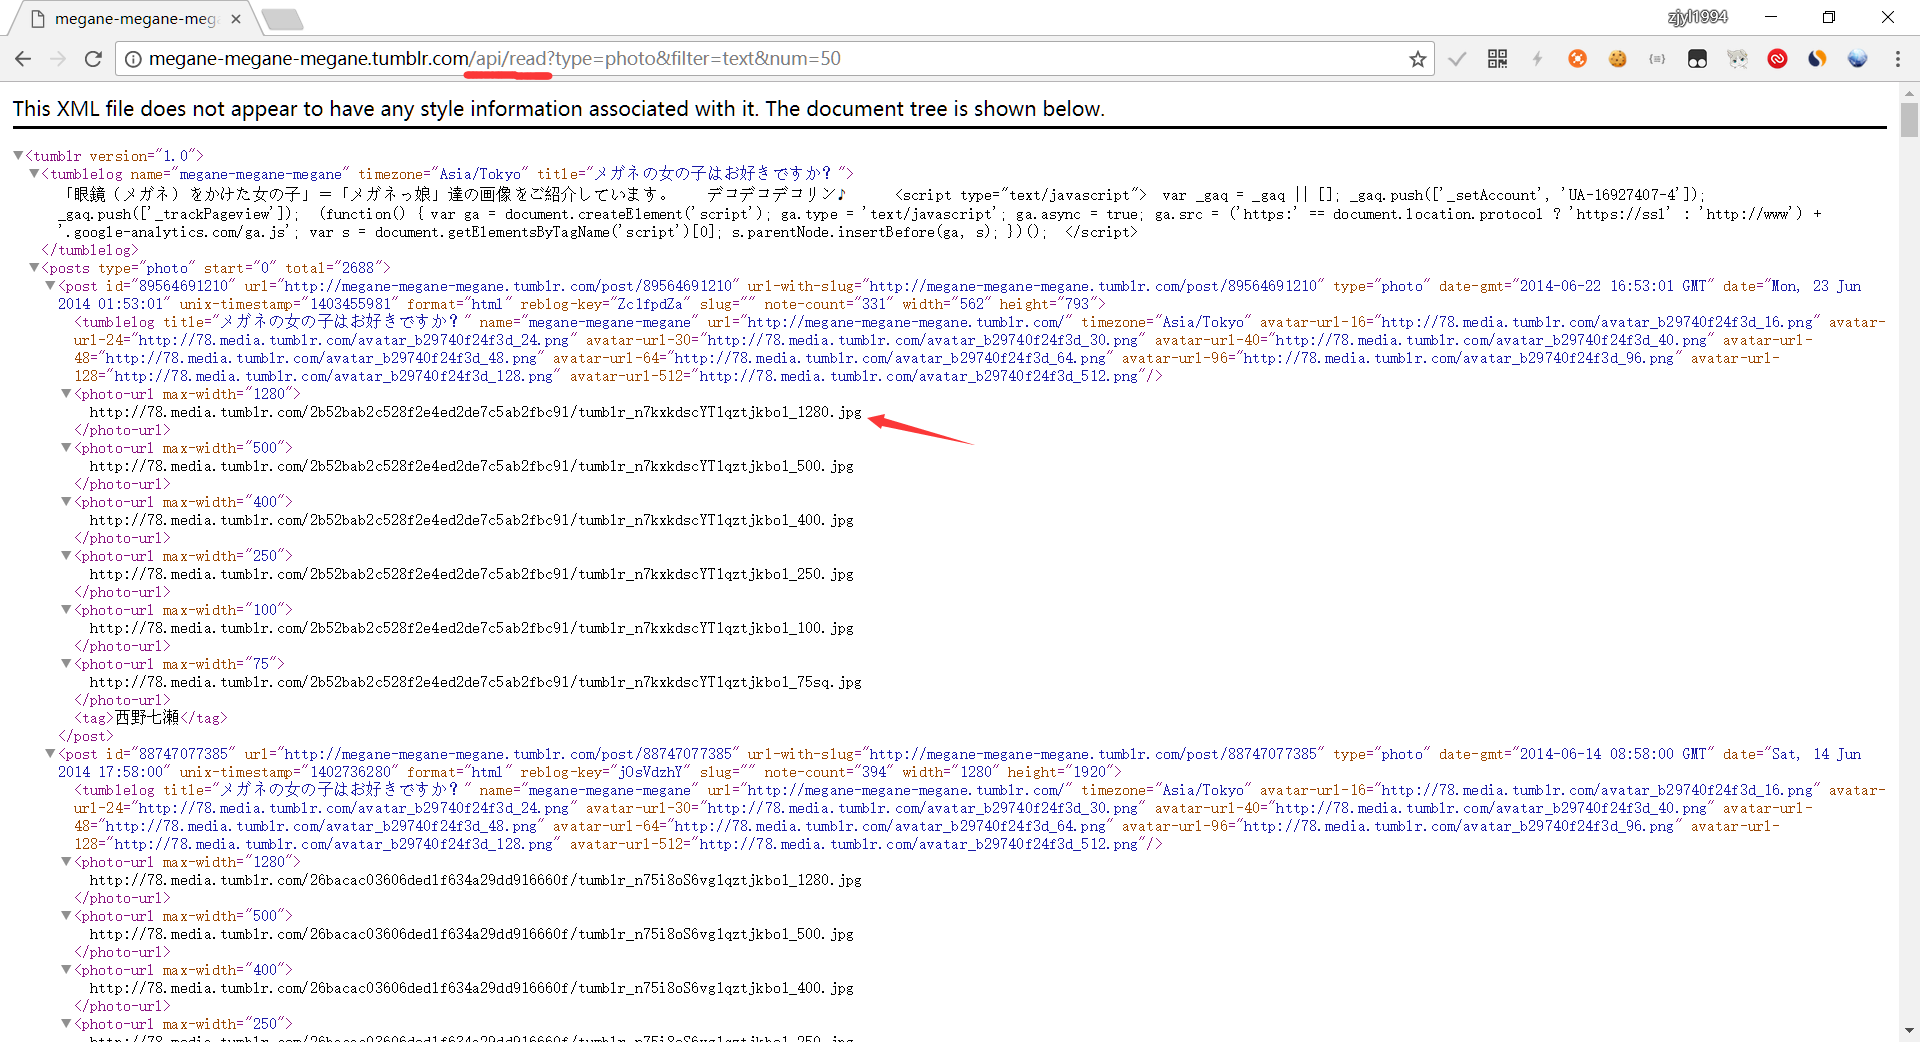 megane-megane-meg
zjyl1994
megane-megane-megane.tumblr.com/api/read?type=photo&filter=text&num=50
This XML file does not appear to have any style information associated with it. The document tree is shown below.
▼<tumblr version="1.0">
▼<tumblelog name="megane-megane-megane" timezone="Asia/Tokyo" title="メガネの女の子はお好きですか？ ">
「眼鏡（メガネ）をかけた女の子」＝「メガネっ娘」達の画像をご紹介しています。 デコデコデコリン♪ <script type="text/javascript"> var _gaq = _gaq || []; _gaq.push(['_setAccount', 'UA-16927407-4']);
_gaq.push(['_trackPageview']); (function() { var ga = document.createElement('script'); ga.type = 'text/javascript'; ga.async = true; ga.src = ('https:' == document.location.protocol ? 'https://ssl' : 'http://www') +
'.google-analytics.com/ga.js'; var s = document.getElementsByTagName('script')[0]; s.parentNode.insertBefore(ga, s); })(); </script>
</tumblelog>
▼<posts type="photo" start="0" total="2688">
▼<post id="89564691210" url="http://megane-megane-megane.tumblr.com/post/89564691210" url-with-slug="http://megane-megane-megane.tumblr.com/post/89564691210" type="photo" date-gmt="2014-06-22 16:53:01 GMT" date="Mon, 23 Jun
2014 01:53:01" unix-timestamp="1403455981" format="html" reblog-key="Zc1fpdZa" slug="" note-count="331" width="562" height="793">
<tumblelog title="メガネの女の子はお好きですか？ " name="megane-megane-megane" url="http://megane-megane-megane.tumblr.com/" timezone="Asia/Tokyo" avatar-url-16="http://78.media.tumblr.com/avatar_b29740f24f3d_16.png" avatar-
url-24="http://78.media.tumblr.com/avatar_b29740f24f3d_24.png" avatar-url-30="http://78.media.tumblr.com/avatar_b29740f24f3d_30.png" avatar-url-40="http://78.media.tumblr.com/avatar_b29740f24f3d_40.png" avatar-url-
48="http://78.media.tumblr.com/avatar_b29740f24f3d_48.png" avatar-url-64="http://78.media.tumblr.com/avatar_b29740f24f3d_64.png" avatar-url-96="http://78.media.tumblr.com/avatar_b29740f24f3d_96.png" avatar-url-
128="http://78.media.tumblr.com/avatar_b29740f24f3d_128.png" avatar-url-512="http://78.media.tumblr.com/avatar_b29740f24f3d_512.png"/>
▼<photo-url max-width="1280">
http://78.media.tumblr.com/2b52bab2c528f2e4ed2de7c5ab2fbc91/tumblr_n7kxkdscYT1qztjkbo1_1280.jpg
</photo-url>
▼<photo-url max-width="500">
http://78.media.tumblr.com/2b52bab2c528f2e4ed2de7c5ab2fbc91/tumblr_n7kxkdscYT1qztjkbo1_500.jpg
</photo-url>
▼<photo-url max-width="400">
http://78.media.tumblr.com/2b52bab2c528f2e4ed2de7c5ab2fbc91/tumblr_n7kxkdscYT1qztjkbo1_400.jpg
</photo-url>
▼<photo-url max-width="250">
http://78.media.tumblr.com/2b52bab2c528f2e4ed2de7c5ab2fbc91/tumblr_n7kxkdscYT1qztjkbo1_250.jpg
</photo-url>
▼<photo-url max-width="100">
http://78.media.tumblr.com/2b52bab2c528f2e4ed2de7c5ab2fbc91/tumblr_n7kxkdscYT1qztjkbo1_100.jpg
</photo-url>
▼<photo-url max-width="75">
http://78.media.tumblr.com/2b52bab2c528f2e4ed2de7c5ab2fbc91/tumblr_n7kxkdscYT1qztjkbo1_75sq.jpg
</photo-url>
<tag>西野七瀬</tag>
</post>
▼<post id="88747077385" url="http://megane-megane-megane.tumblr.com/post/88747077385" url-with-slug="http://megane-megane-megane.tumblr.com/post/88747077385" type="photo" date-gmt="2014-06-14 08:58:00 GMT" date="Sat, 14 Jun
2014 17:58:00" unix-timestamp="1402736280" format="html" reblog-key="jOsVdzhY" slug="" note-count="394" width="1280" height="1920">
<tumblelog title="メガネの女の子はお好きですか？ " name="megane-megane-megane" url="http://megane-megane-megane.tumblr.com/" timezone="Asia/Tokyo" avatar-url-16="http://78.media.tumblr.com/avatar_b29740f24f3d_16.png" avatar-
url-24="http://78.media.tumblr.com/avatar_b29740f24f3d_24.png" avatar-url-30="http://78.media.tumblr.com/avatar_b29740f24f3d_30.png" avatar-url-40="http://78.media.tumblr.com/avatar_b29740f24f3d_40.png" avatar-url-
48="http://78.media.tumblr.com/avatar_b29740f24f3d_48.png" avatar-url-64="http://78.media.tumblr.com/avatar_b29740f24f3d_64.png" avatar-url-96="http://78.media.tumblr.com/avatar_b29740f24f3d_96.png" avatar-url-
128="http://78.media.tumblr.com/avatar_b29740f24f3d_128.png" avatar-url-512="http://78.media.tumblr.com/avatar_b29740f24f3d_512.png"/>
▼<photo-url max-width="1280">
http://78.media.tumblr.com/26bacac03606ded1f634a29dd916660f/tumblr_n75i8oS6vg1qztjkbo1_1280.jpg
</photo-url>
▼<photo-url max-width="500">
http://78.media.tumblr.com/26bacac03606ded1f634a29dd916660f/tumblr_n75i8oS6vg1qztjkbo1_500.jpg
</photo-url>
▼<photo-url max-width="400">
http://78.media.tumblr.com/26bacac03606ded1f634a29dd916660f/tumblr_n75i8oS6vg1qztjkbo1_400.jpg
</photo-url>
▼<photo-url max-width="250">
http://78.media.tumblr.com/26bacac03606ded1f634a29dd916660f/tumblr_n75i8oS6vg1qztjkbo1_250.jpg